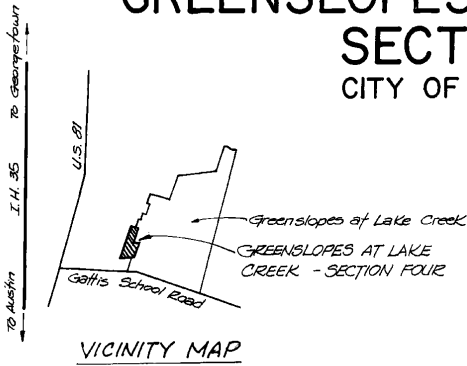 GREENSLOPES
SECT
CITY OF
To Georgetown
I.H. 35
To Austin
U.S. 81
Greenslopes at Lake Creek
GREENSLOPES AT LAKE
CREEK - SECTION FOUR
Gattis School Road
VICINITY MAP